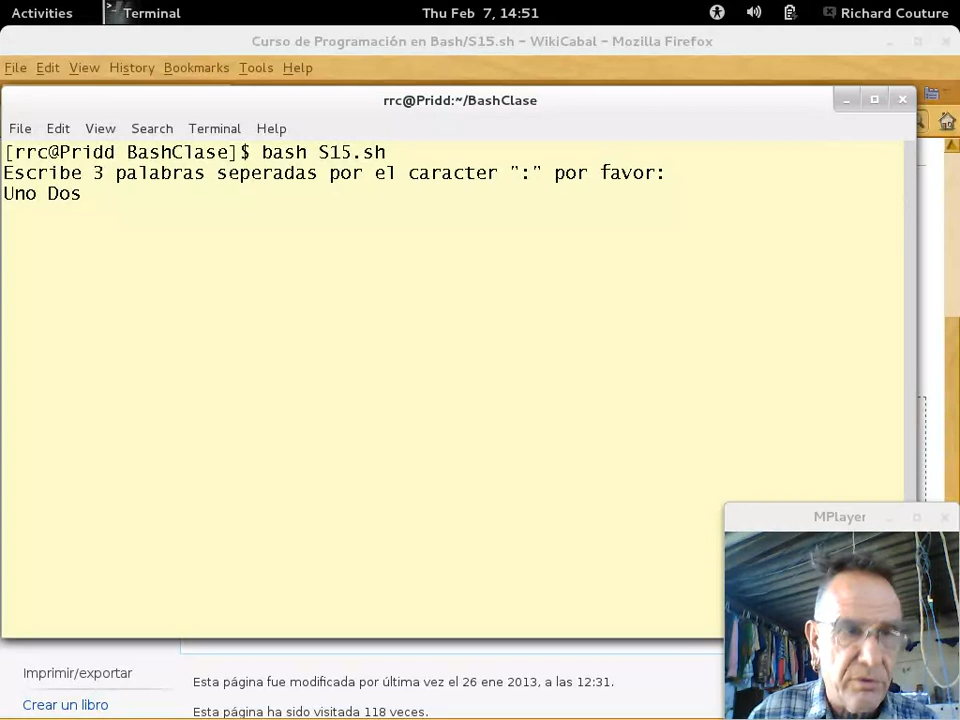 Activities Terminal Thu Feb 7, 14:51 Richard Couture
Curso de Programación en Bash/S15.sh - WikiCabal - Mozilla Firefox
File Edit View History Bookmarks Tools Help
rrc@Pridd:~/BashClase
File Edit View Search Terminal Help
[rrc@Pridd BashClase]$ bash S15.sh
Escribe 3 palabras seperadas por el caracter ":" por favor:
Uno Dos
MPlayer
Imprimir/exportar
Crear un libro
Esta página fue modificada por última vez el 26 ene 2013, a las 12:31.
Esta página ha sido visitada 118 veces.